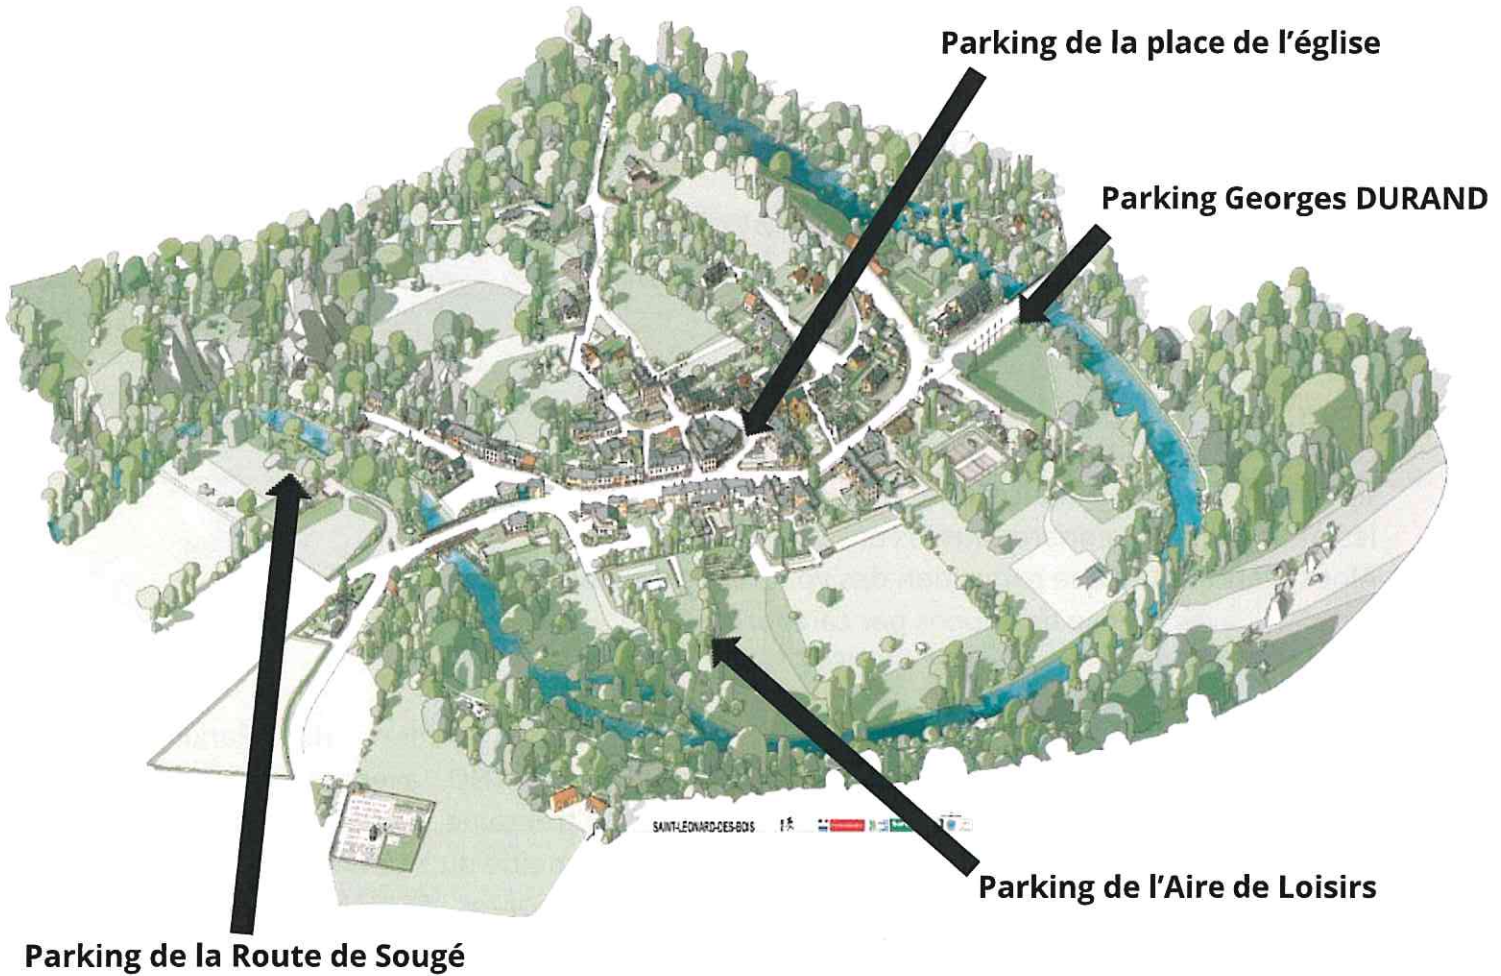 Parking de la place de l'église
Parking Georges DURAND
SAINT-LÉONARD-DES-BOIS
Parking de l'Aire de Loisirs
Parking de la Route de Sougé